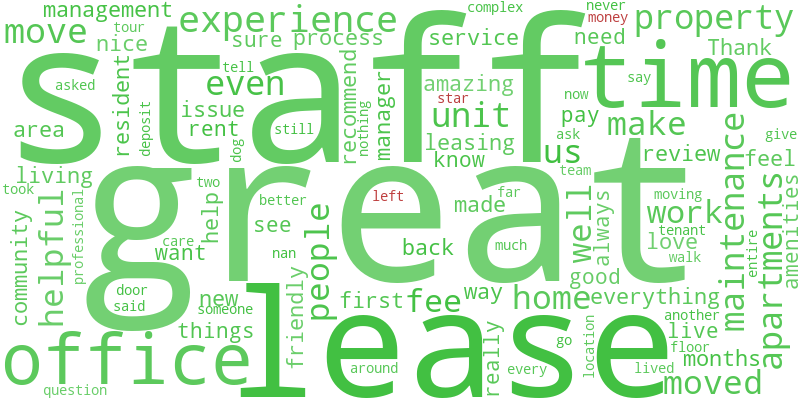 management
tour
experience
complex
never
money
property
move
nice
sure
process
service
need
Thank
staff
time
tell
asked
even
amazing
say
resident
deposit
issue
recommend
nothing
manager
star
now
pay
area
rent
dog
still
unit
leasing
ask
make
give
us
know
review
feel
living
great
team
maintenance
took
helpful
professional
two
better
left
far
well
always
moving
work
apartments
amenities
community
help
see
people
made
tenant
love
entire
walk
care
want
nan
back
much
good
door
said
new
someone
friendly
first
fee
way
home
everything
another
things
lease
live
office
really
go
location
floor
months
question
around
every
lived
moved